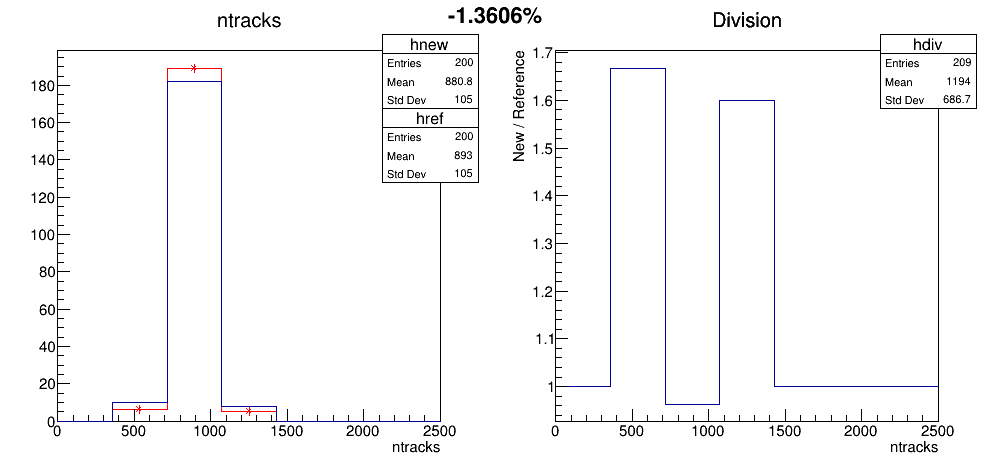 -1.3606%
ntracks
hnew
Entries 200
Mean 880.8
Std Dev 105
href
Entries 200
Mean 893
Std Dev 105
180
160
140
120
100
80
60
40
20
0
0 500 1000 1500 2000 2500
ntracks
Division
hdiv
Entries 209
Mean 1194
Std Dev 686.7
New / Reference
1.7
1.6
1.5
1.4
1.3
1.2
1.1
1
0 500 1000 1500 2000 2500
ntracks